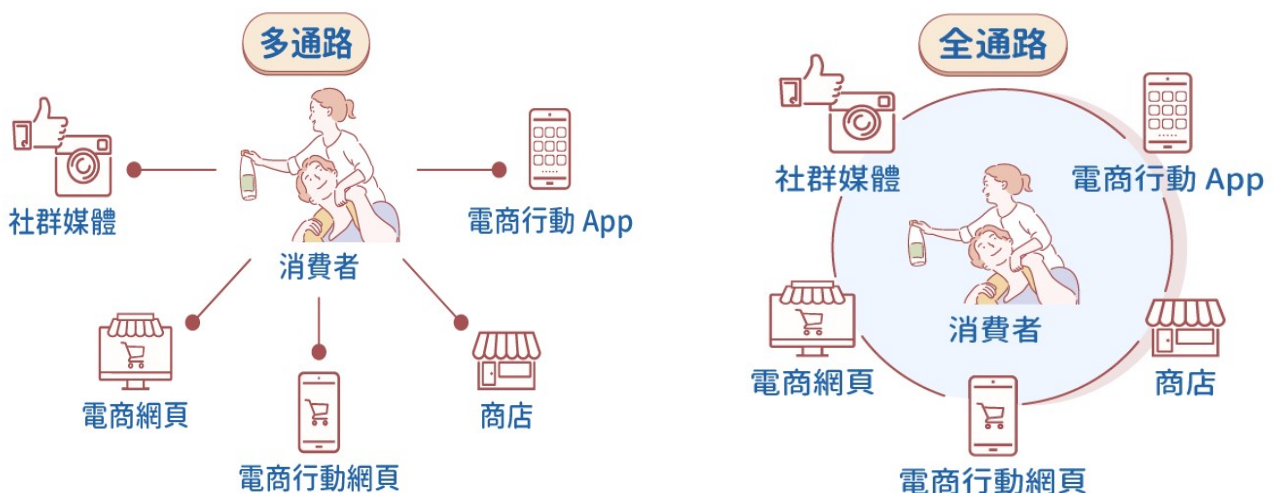 多通路
社群媒體
電商行動 App
消費者
電商網頁
商店
電商行動網頁
全通路
社群媒體
電商行動 App
消費者
電商網頁
商店
電商行動網頁